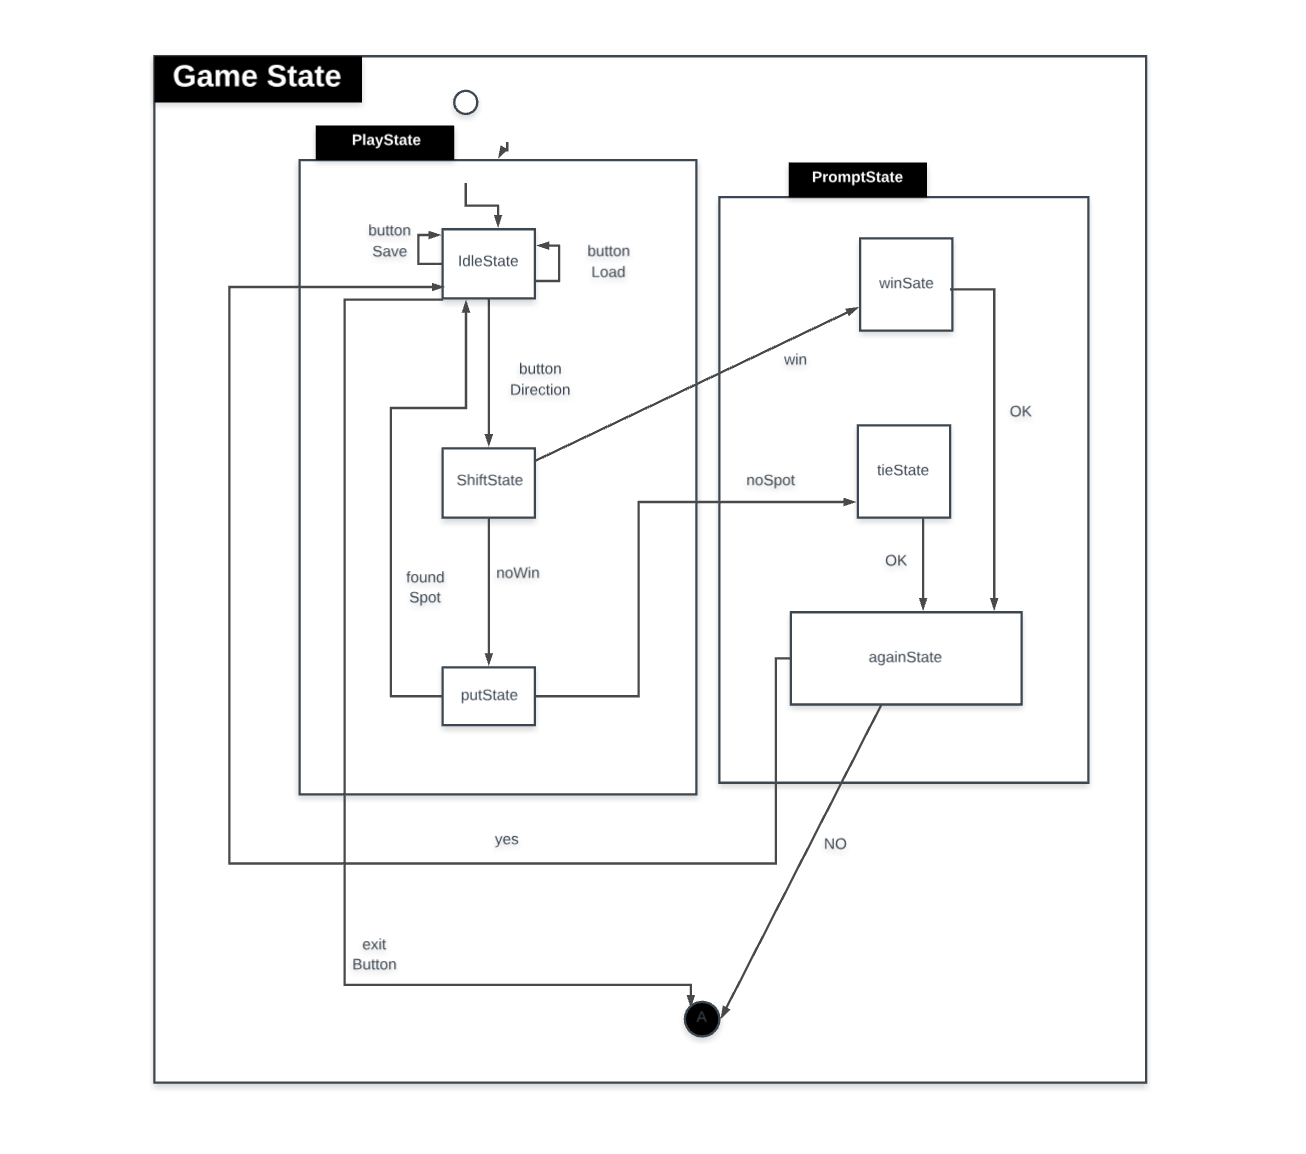 Game State
PlayState
PromptState
button
Save
IdleState
button
Load
winSate
win
button
Direction
OK
ShiftState
tieState
noSpot
OK
noWin
found
Spot
againState
putState
yes
NO
exit
Button
A